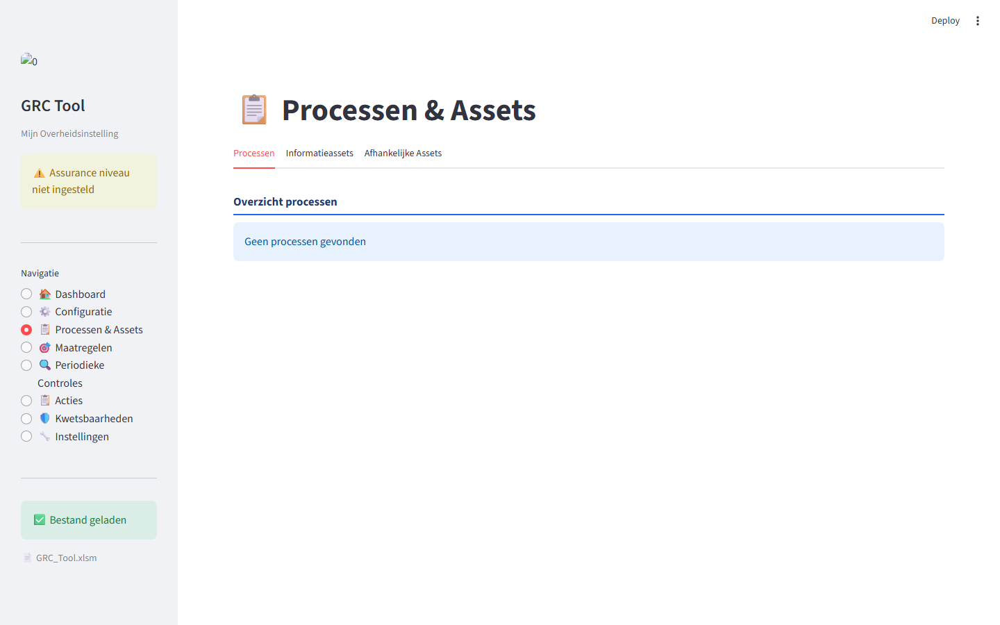 Deploy
0
GRC Tool
Mijn Overheidsinstelling
Assurance niveau
niet ingesteld
Navigatie
Dashboard
Configuratie
Processen & Assets
Maatregelen
Periodieke
Controles
Acties
Kwetsbaarheden
Instellingen
Bestand geladen
GRC_Tool.xlsm
Processen & Assets
Processen Informatieassets Afhankelijke Assets
Overzicht processen
Geen processen gevonden